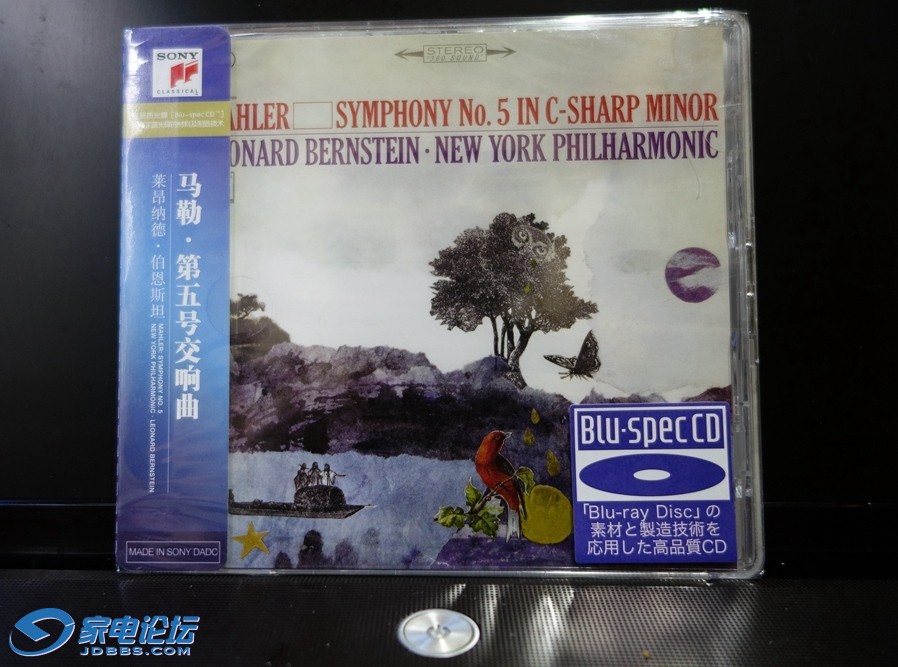 SONY
CLASSICAL
马勒·第五号交响曲
莱昂纳德·伯恩斯坦
MAHLER: SYMPHONY NO. 5
NEW YORK PHILHARMONIC · LEONARD BERNSTEIN
MADE IN SONY DADC
STEREO
"360 SOUND"
AHLER SYMPHONY No. 5 IN C-SHARP MINOR
ONARD BERNSTEIN · NEW YORK PHILHARMONIC
Blu-spec CD
「Blu-ray Disc」の
素材と製造技術を
応用した高品質CD
家电论坛
JDBBS.COM